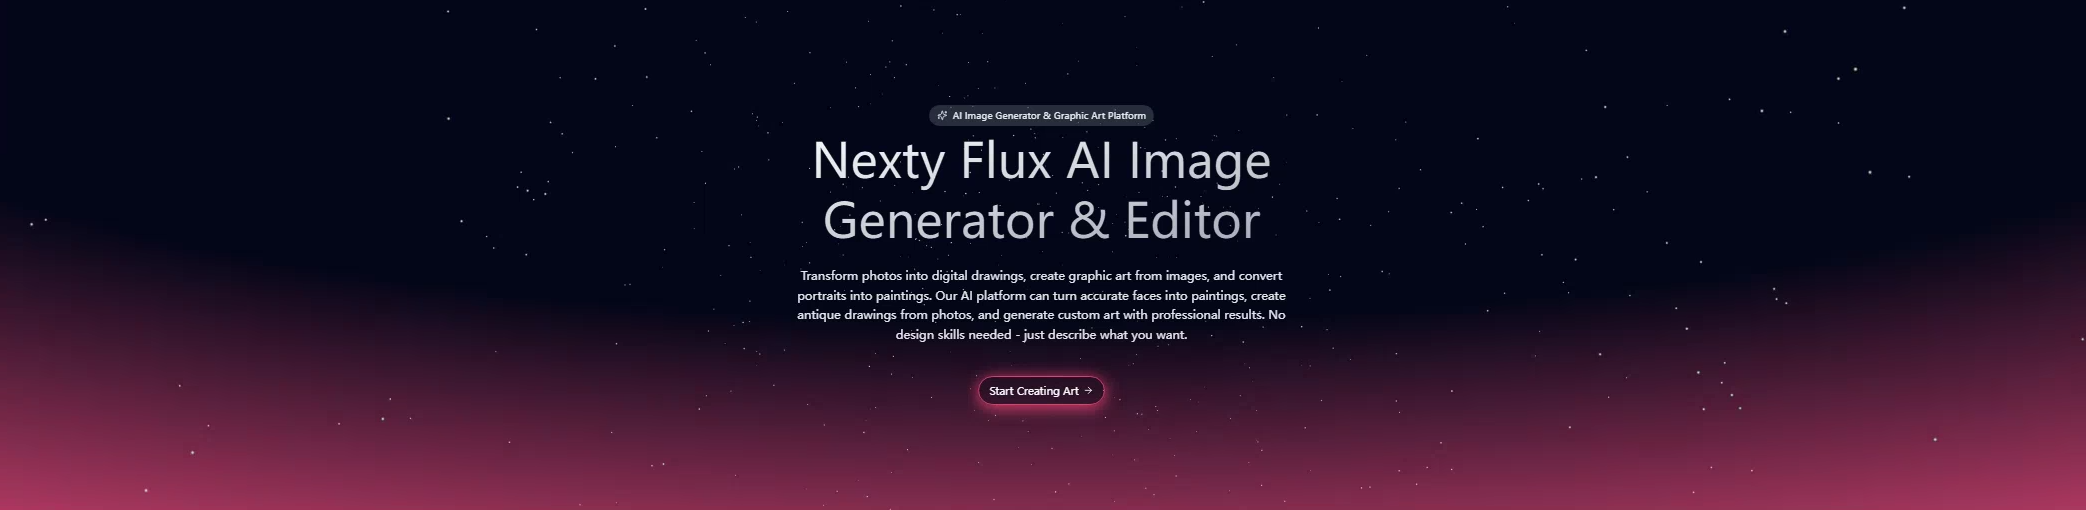 AI Image Generator & Graphic Art Platform
Nexty Flux AI Image
Generator & Editor
Transform photos into digital drawings, create graphic art from images, and convert
portraits into paintings. Our AI platform can turn accurate faces into paintings, create
antique drawings from photos, and generate custom art with professional results. No
design skills needed - just describe what you want.
Start Creating Art →